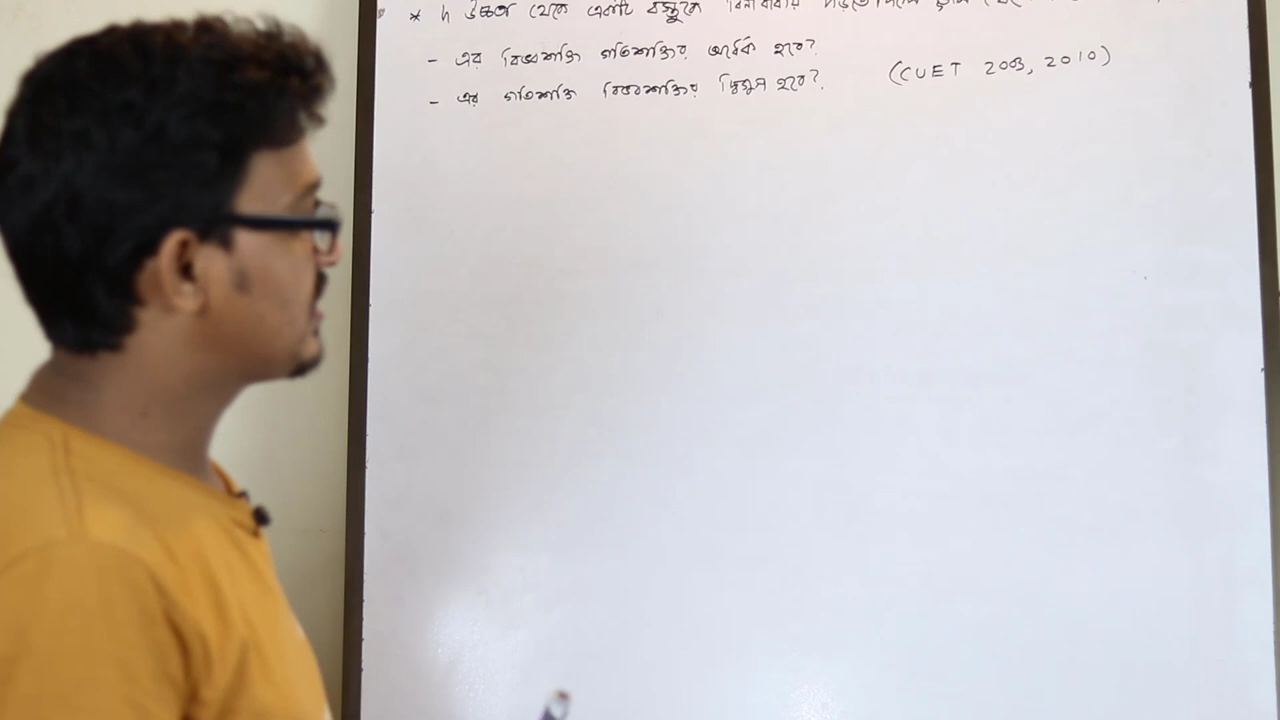 * h উচ্চতা থেকে একটি বস্তুকে বিনাবাধায়
- এর বিভবশক্তি গতিশক্তির অর্ধেক হবে?
- এর গতিশক্তি বিভবশক্তির দ্বিগুন হবে?
(CUET 2003, 2010)